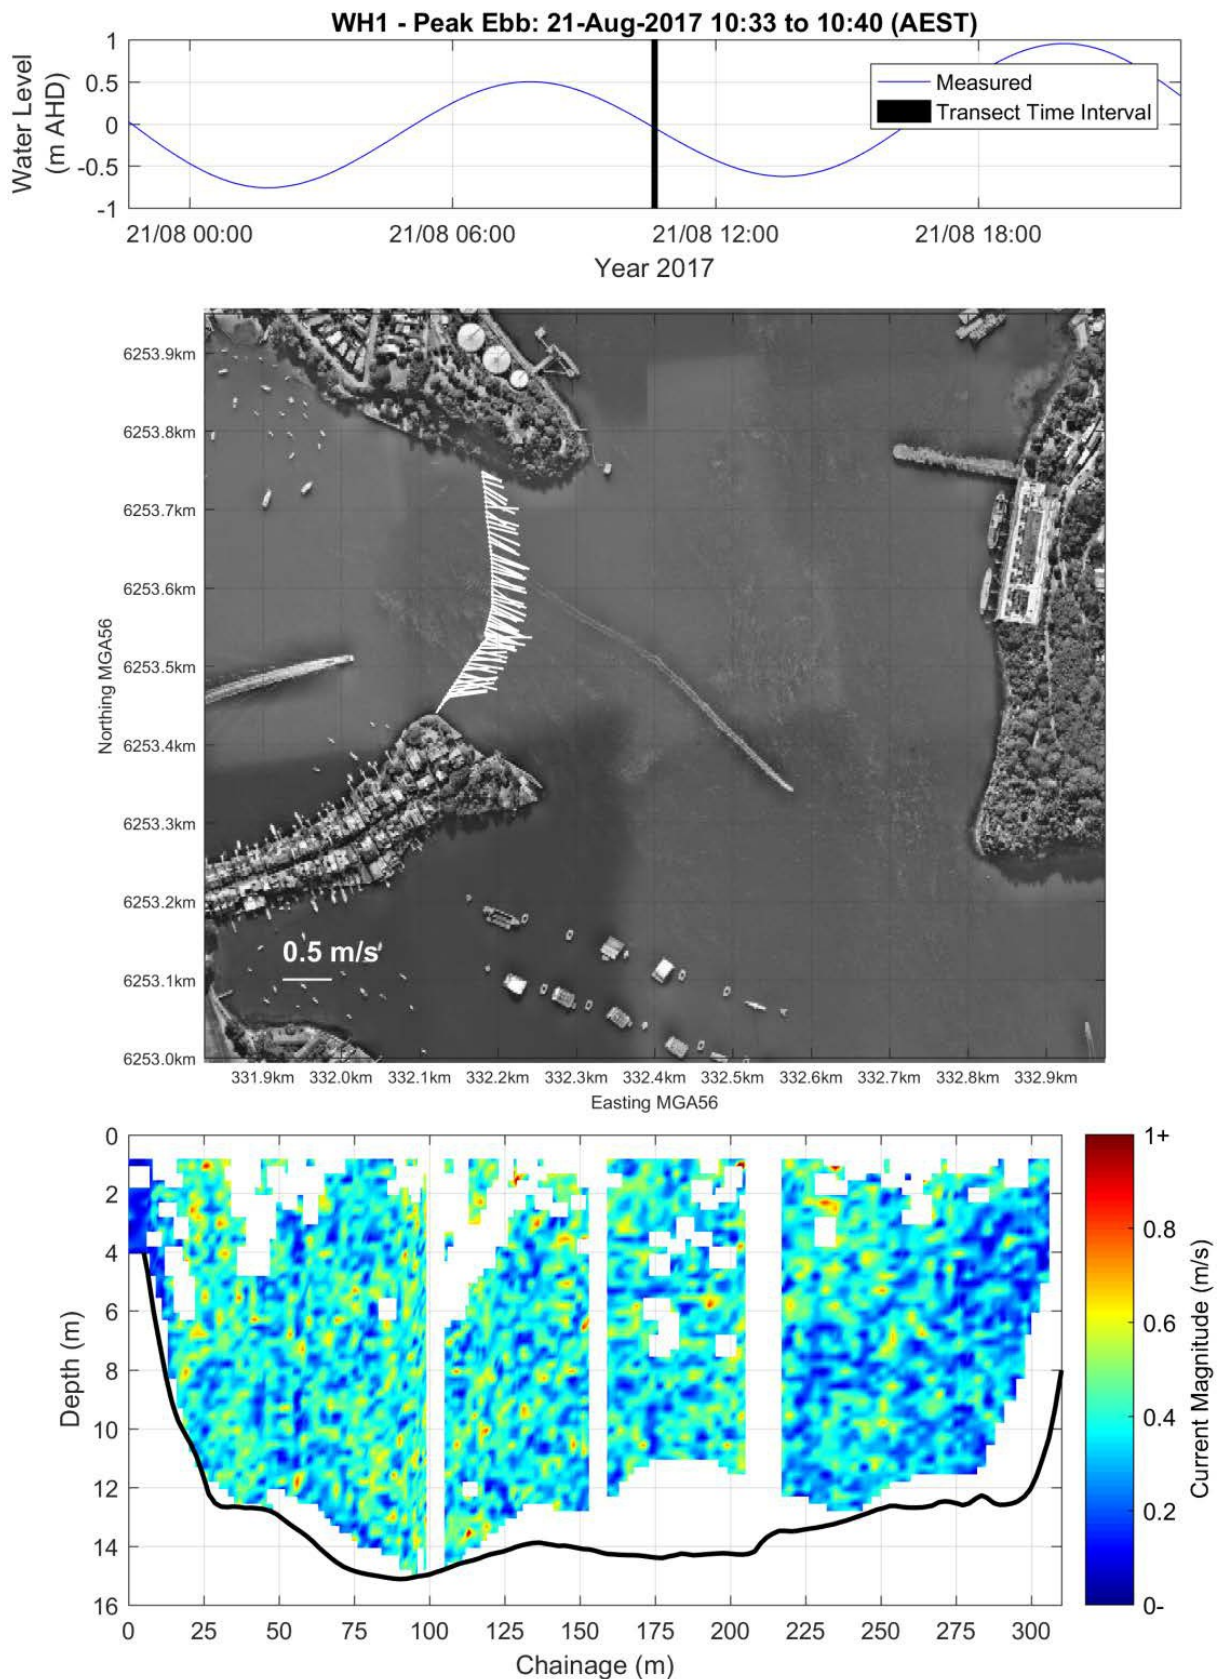 WH1 - Peak Ebb: 21-Aug-2017 10:33 to 10:40 (AEST)
Water Level
(m AHD)
1
0.5
0
-0.5
-1
Measured
Transect Time Interval
21/08 00:00
21/08 06:00
21/08 12:00
21/08 18:00
Year 2017
Northing MGA56
6253.9km
6253.8km
6253.7km
6253.6km
6253.5km
6253.4km
6253.3km
6253.2km
6253.1km
6253.0km
0.5 m/s
331.9km
332.0km
332.1km
332.2km
332.3km
332.4km
332.5km
332.6km
332.7km
332.8km
332.9km
Easting MGA56
Depth (m)
0
2
4
6
8
10
12
14
16
0
25
50
75
100
125
150
175
200
225
250
275
300
Chainage (m)
1+
0.8
0.6
0.4
0.2
0-
Current Magnitude (m/s)